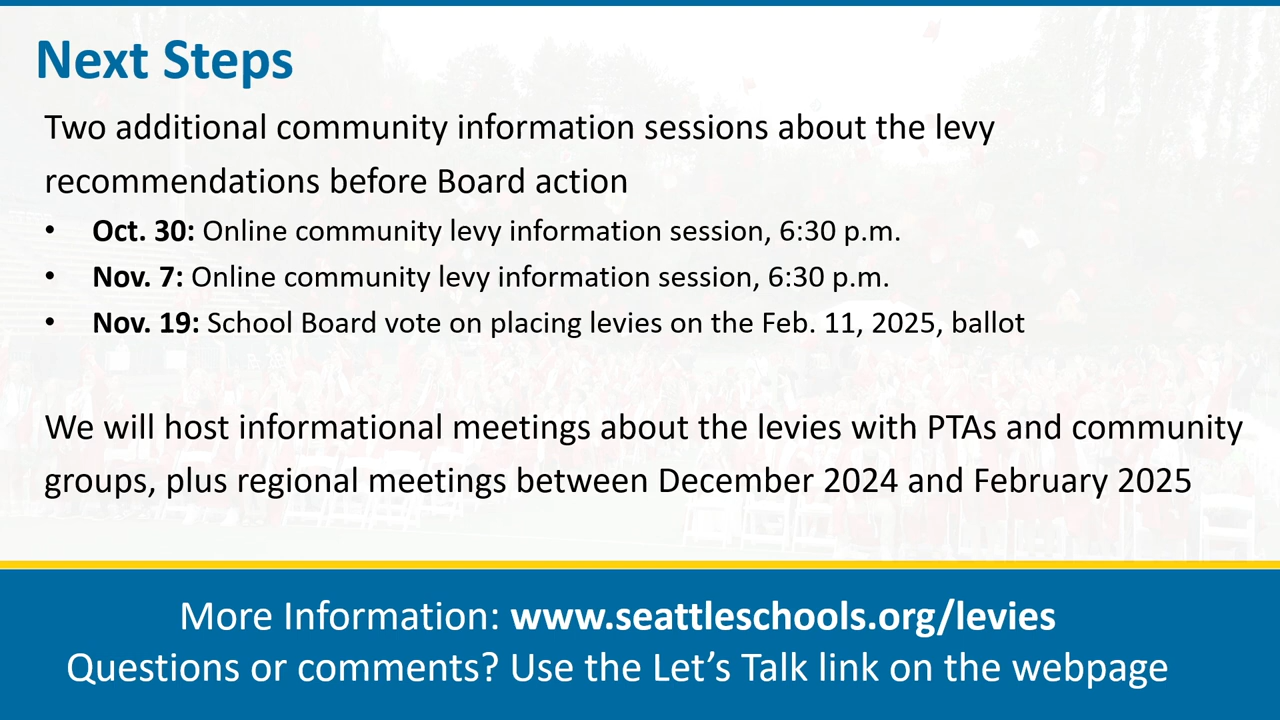 Next Steps
Two additional community information sessions about the levy
recommendations before Board action
• Oct. 30: Online community levy information session, 6:30 p.m.
• Nov. 7: Online community levy information session, 6:30 p.m.
• Nov. 19: School Board vote on placing levies on the Feb. 11, 2025, ballot
We will host informational meetings about the levies with PTAs and community
groups, plus regional meetings between December 2024 and February 2025
More Information: www.seattleschools.org/levies
Questions or comments? Use the Let’s Talk link on the webpage